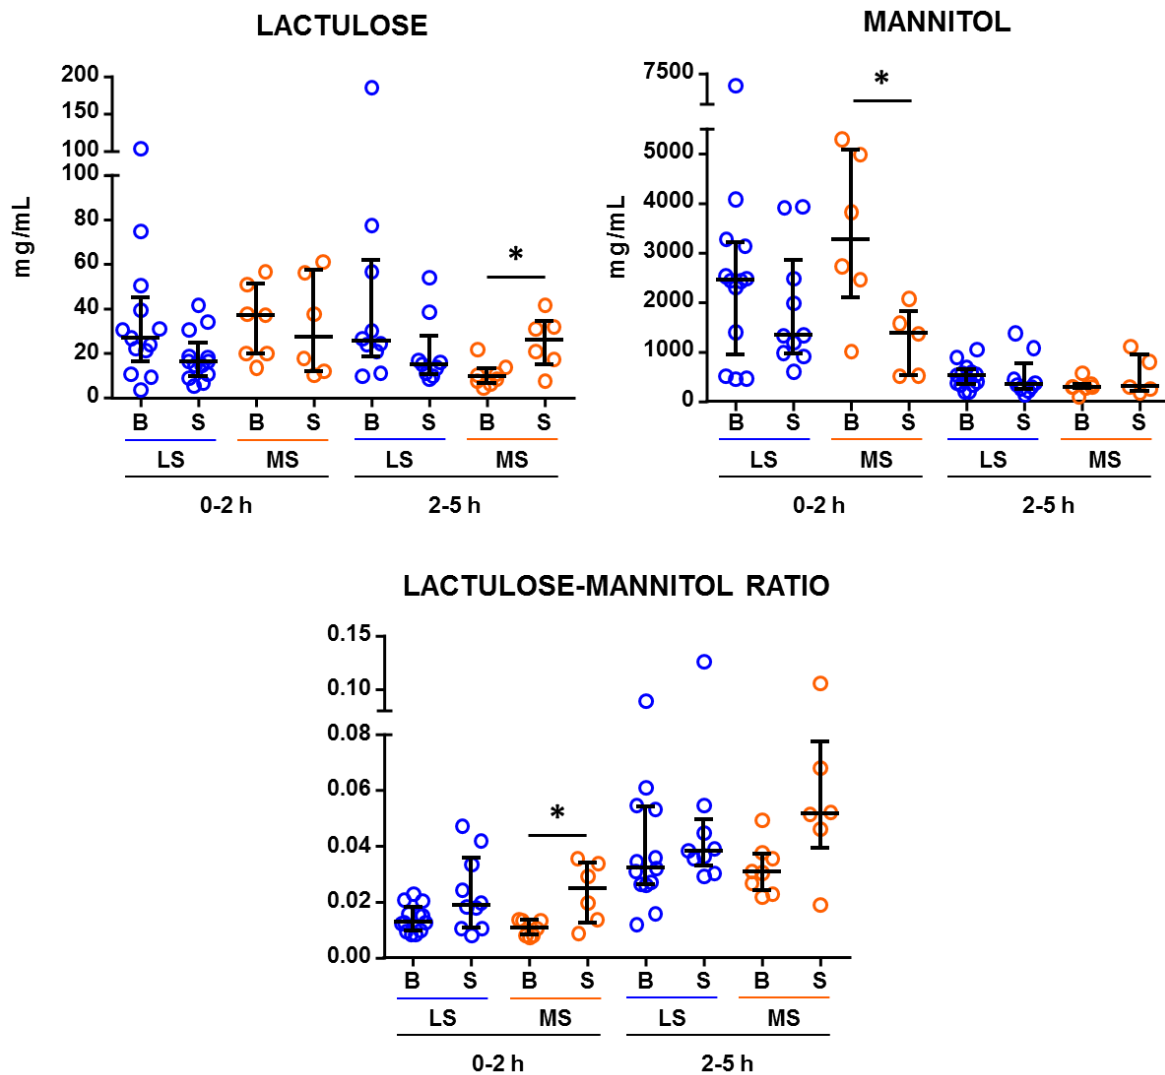 LACTULOSE
200
150
100
100
80
60
40
20
0
mg/mL
*
B S B S B S B S
LS MS LS MS
0-2 h 2-5 h
MANNITOL
7500
5000
4000
3000
2000
1000
0
mg/mL
*
B S B S B S B S
LS MS LS MS
0-2 h 2-5 h
LACTULOSE-MANNITOL RATIO
0.15
0.10
0.08
0.06
0.04
0.02
0.00
*
B S B S B S B S
LS MS LS MS
0-2 h 2-5 h